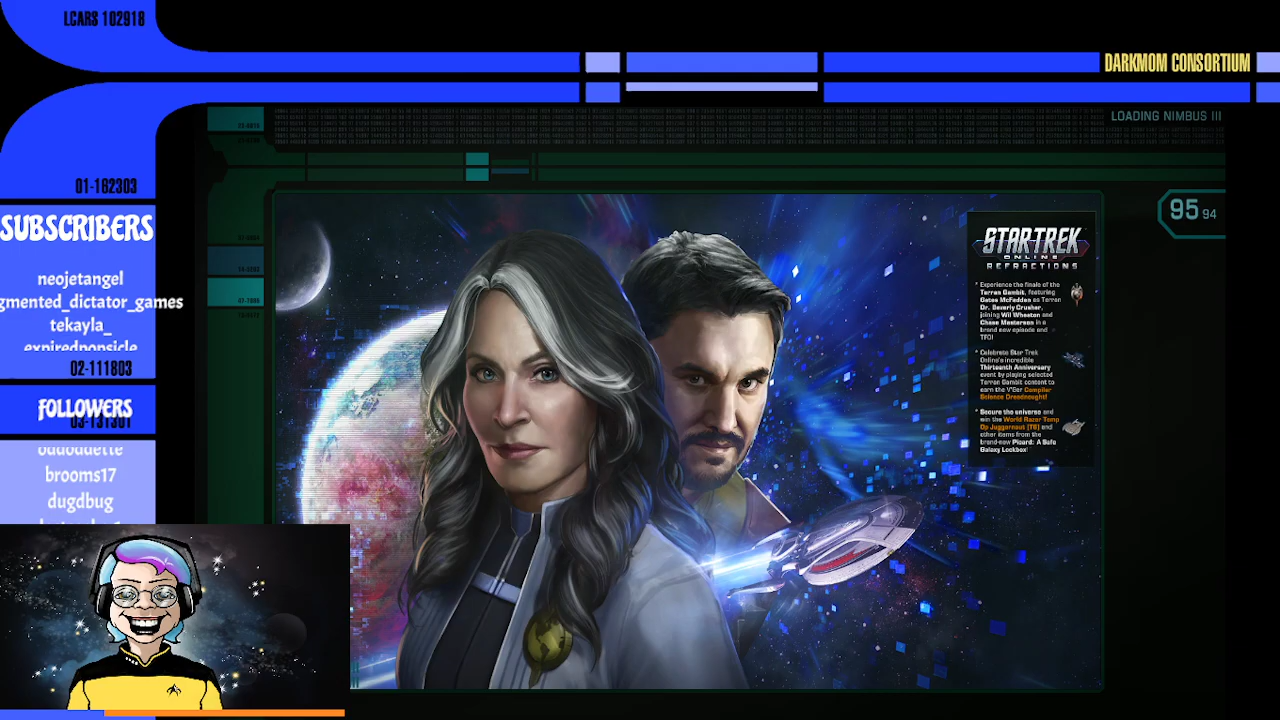 LCARS 102918
DARKMOM CONSORTIUM
LOADING NIMBUS III
01-182303
95 94
SUBSCRIBERS
neojetangel
gmented_dictator_games
tekayla_
expiredpopsicle
02-111803
FOLLOWERS
03-131301
brooms17
dugdbug
STAR TREK
ONLINE
REFRACTIONS
* Experience the finale of the
Terran Gambit, featuring
Gates McFadden as Terran
Dr. Beverly Crusher,
joining Wil Wheaton and
Chase Masterson in a
brand new episode and
TFO!
* Celebrate Star Trek
Online's incredible
Thirteenth Anniversary
event by playing selected
Terran Gambit content to
earn the V'Ger Compiler
Science Dreadnought!
* Secure the universe and
win the World Razer Temp
Op Juggernaut [T6] and
other items from the
brand-new Picard: A Safe
Galaxy Lockbox!